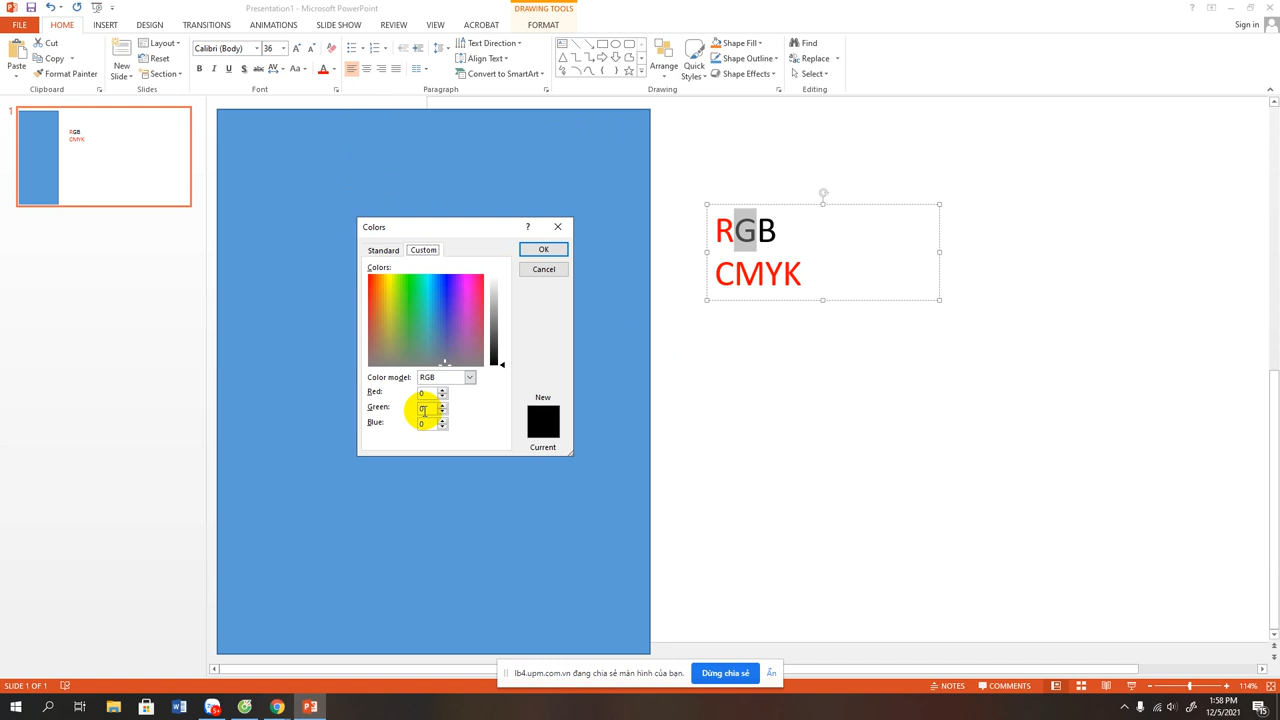 Presentation1 - Microsoft PowerPoint
DRAWING TOOLS
FILE HOME INSERT DESIGN TRANSITIONS ANIMATIONS SLIDE SHOW REVIEW VIEW ACROBAT FORMAT
Sign in
Paste
Cut
Copy
Format Painter
Clipboard
New Slide
Layout
Reset
Section
Slides
Calibri (Body) 36
B I U S abc AV Aa A
Font
Text Direction
Align Text
Convert to SmartArt
Paragraph
Arrange
Quick Styles
Shape Fill
Shape Outline
Shape Effects
Drawing
Find
Replace
Select
Editing
1
RGB
CMYK
RGB
CMYK
Colors
Standard Custom
OK
Cancel
Colors:
Color model: RGB
Red: 0
Green: 0
Blue: 0
New
Current
lb4.upm.com.vn đang chia sẻ màn hình của bạn. Dừng chia sẻ Ẩn
SLIDE 1 OF 1
NOTES COMMENTS 114%
1:58 PM
12/5/2021